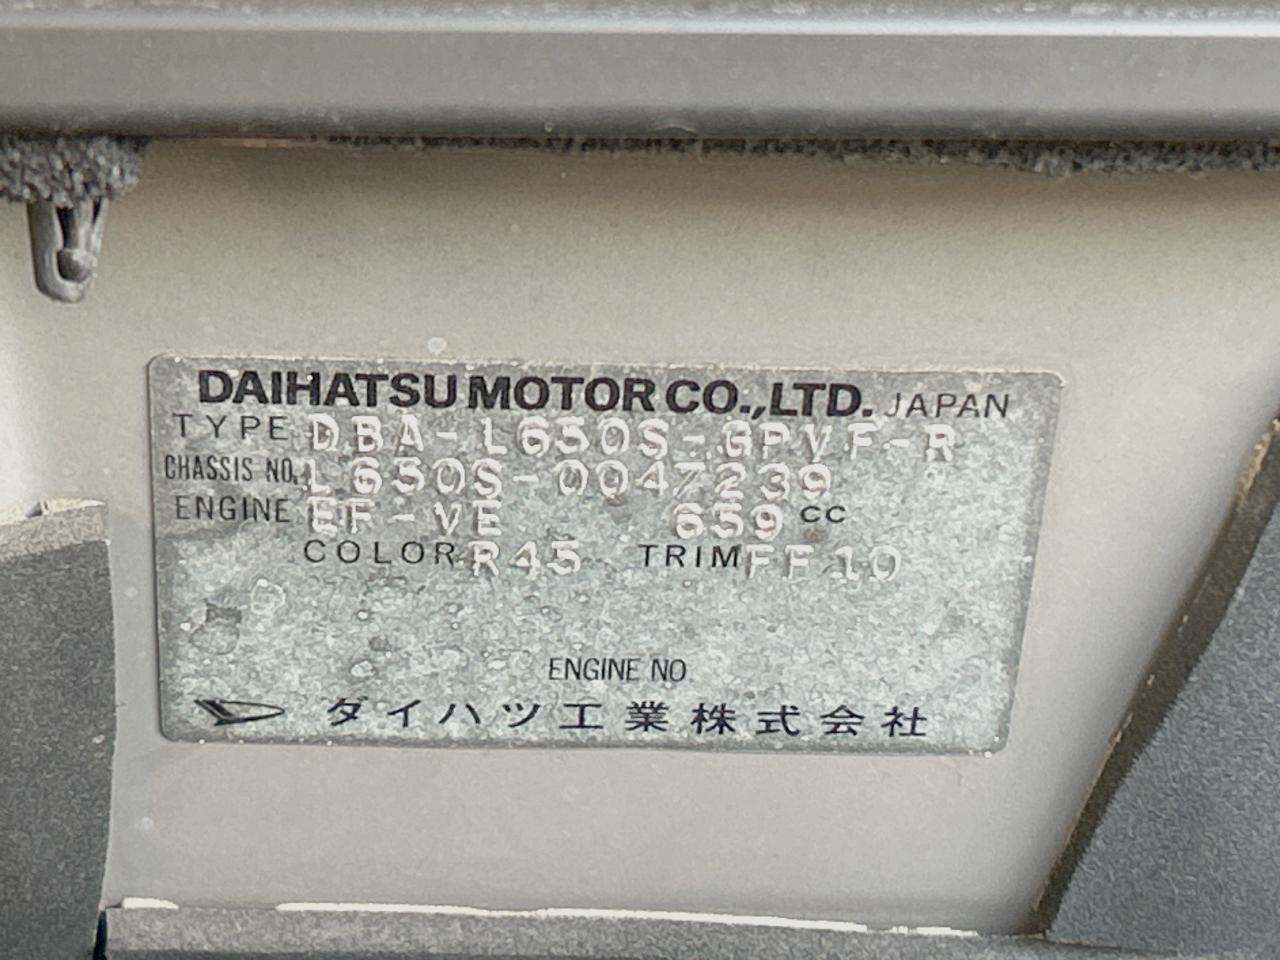 DAIHATSU MOTOR CO.,LTD. JAPAN
TYPE DBA-L650S-GPVF-R
CHASSIS NO. L650S-0047239
ENGINE EF-VE 659 CC
COLOR R45 TRIM FF10
ENGINE NO
ダイハツ工業株式会社